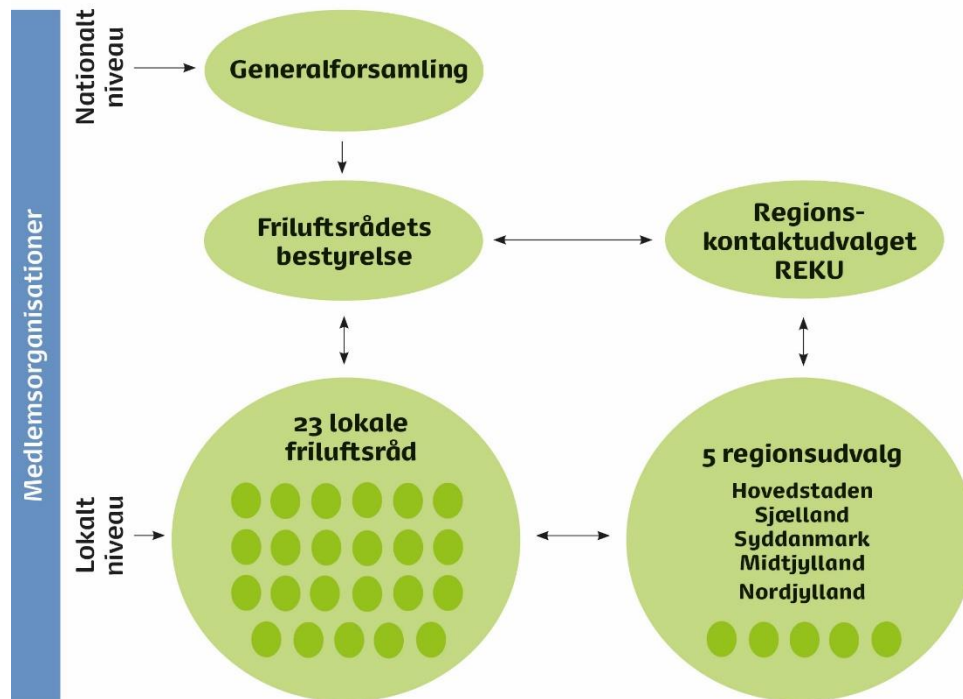 Medlemsorganisationer
Nationalt
niveau
Generalforsamling
Friluftsrådets
bestyrelse
Regions-
kontaktudvalget
REKU
Lokalt
niveau
23 lokale
friluftsråd
5 regionsudvalg
Hovedstaden
Sjælland
Syddanmark
Midtjylland
Nordjylland